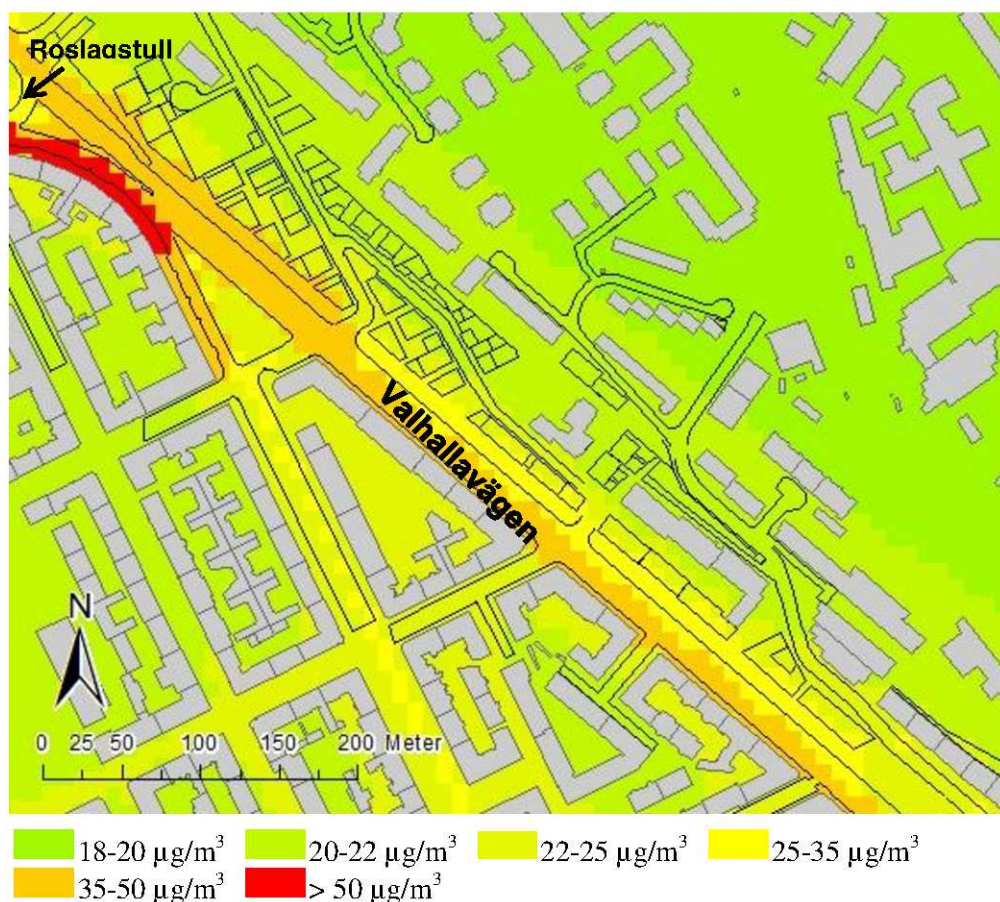 Roslagstull
Valhallavägen
N
0 25 50 100 150 200 Meter
18-20 µg/m³ 20-22 µg/m³ 22-25 µg/m³ 25-35 µg/m³
35-50 µg/m³ > 50 µg/m³